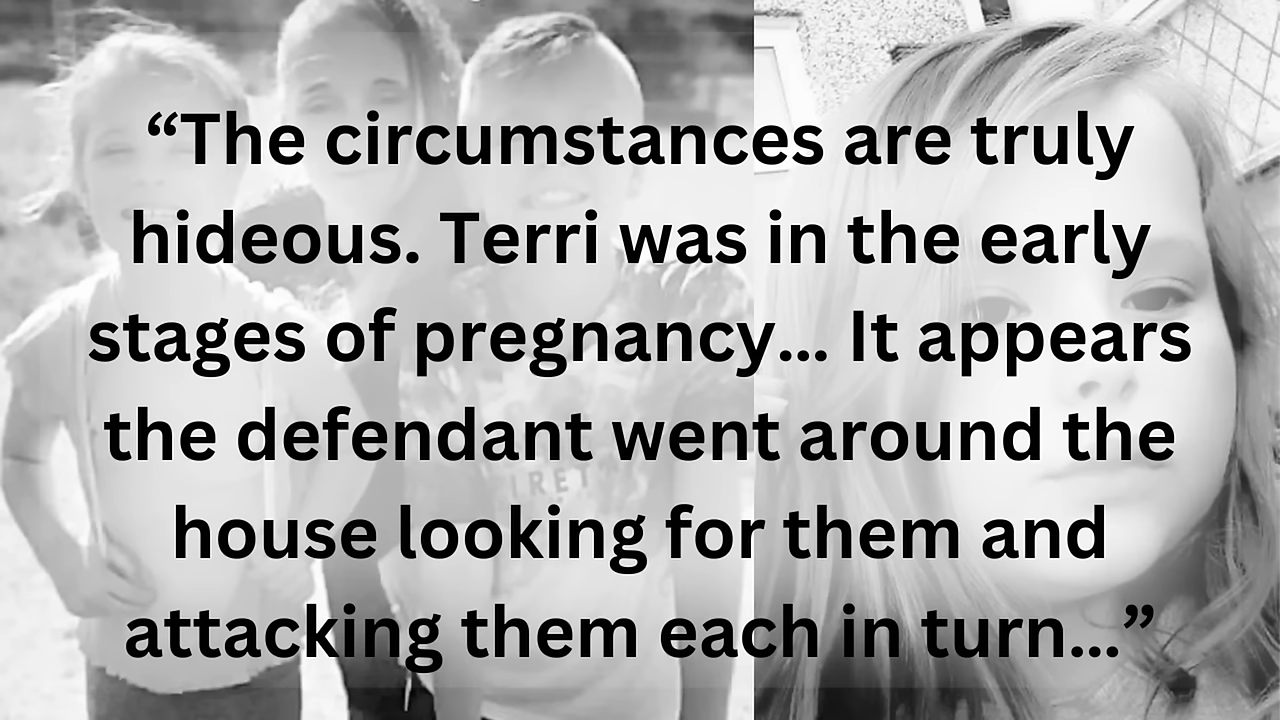 “The circumstances are truly
hideous. Terri was in the early
stages of pregnancy... It appears
the defendant went around the
house looking for them and
attacking them each in turn...”